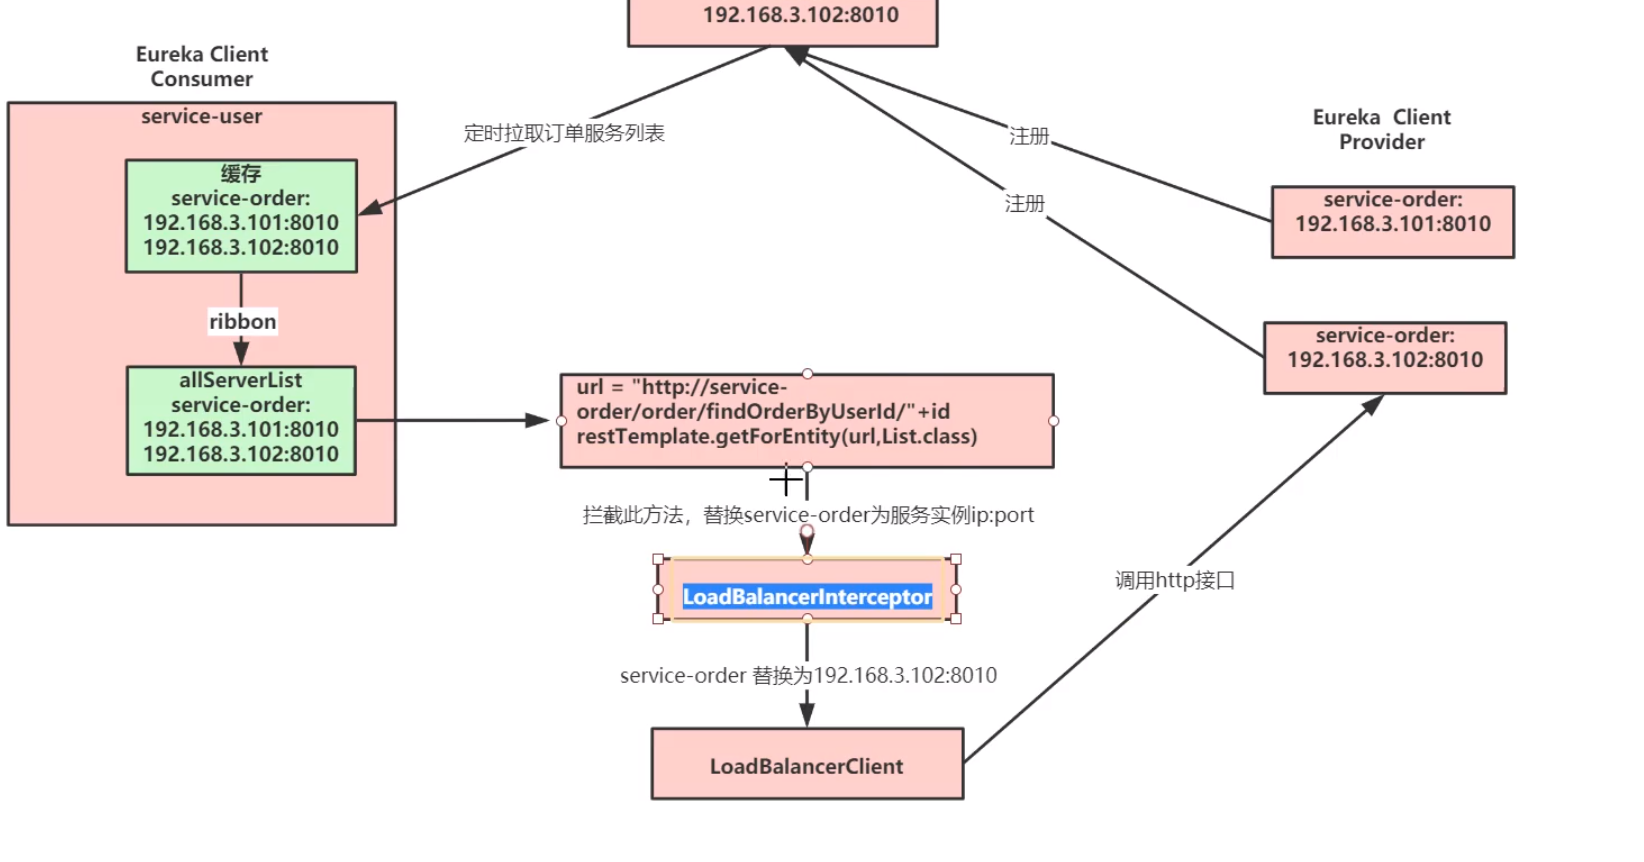 192.168.3.102:8010
Eureka Client
Consumer
service-user
定时拉取订单服务列表
注册
注册
Eureka  Client
Provider
service-order:
192.168.3.101:8010
service-order:
192.168.3.102:8010
缓存
service-order:
192.168.3.101:8010
192.168.3.102:8010
ribbon
allServerList
service-order:
192.168.3.101:8010
192.168.3.102:8010
url = "http://service-
order/order/findOrderByUserId/"+id
restTemplate.getForEntity(url,List.class)
拦截此方法，替换service-order为服务实例ip:port
LoadBalancerInterceptor
service-order 替换为192.168.3.102:8010
LoadBalancerClient
调用http接口